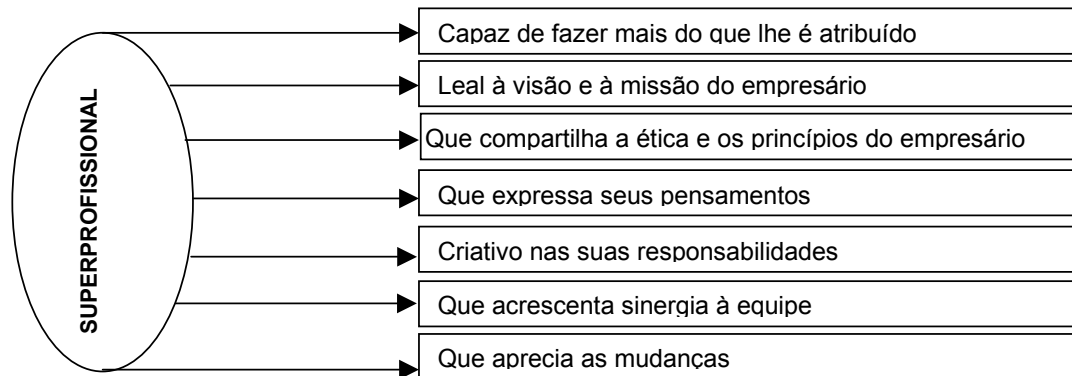 SUPERPROFISSIONAL
Capaz de fazer mais do que lhe é atribuído
Leal à visão e à missão do empresário
Que compartilha a ética e os princípios do empresário
Que expressa seus pensamentos
Criativo nas suas responsabilidades
Que acrescenta sinergia à equipe
Que aprecia as mudanças